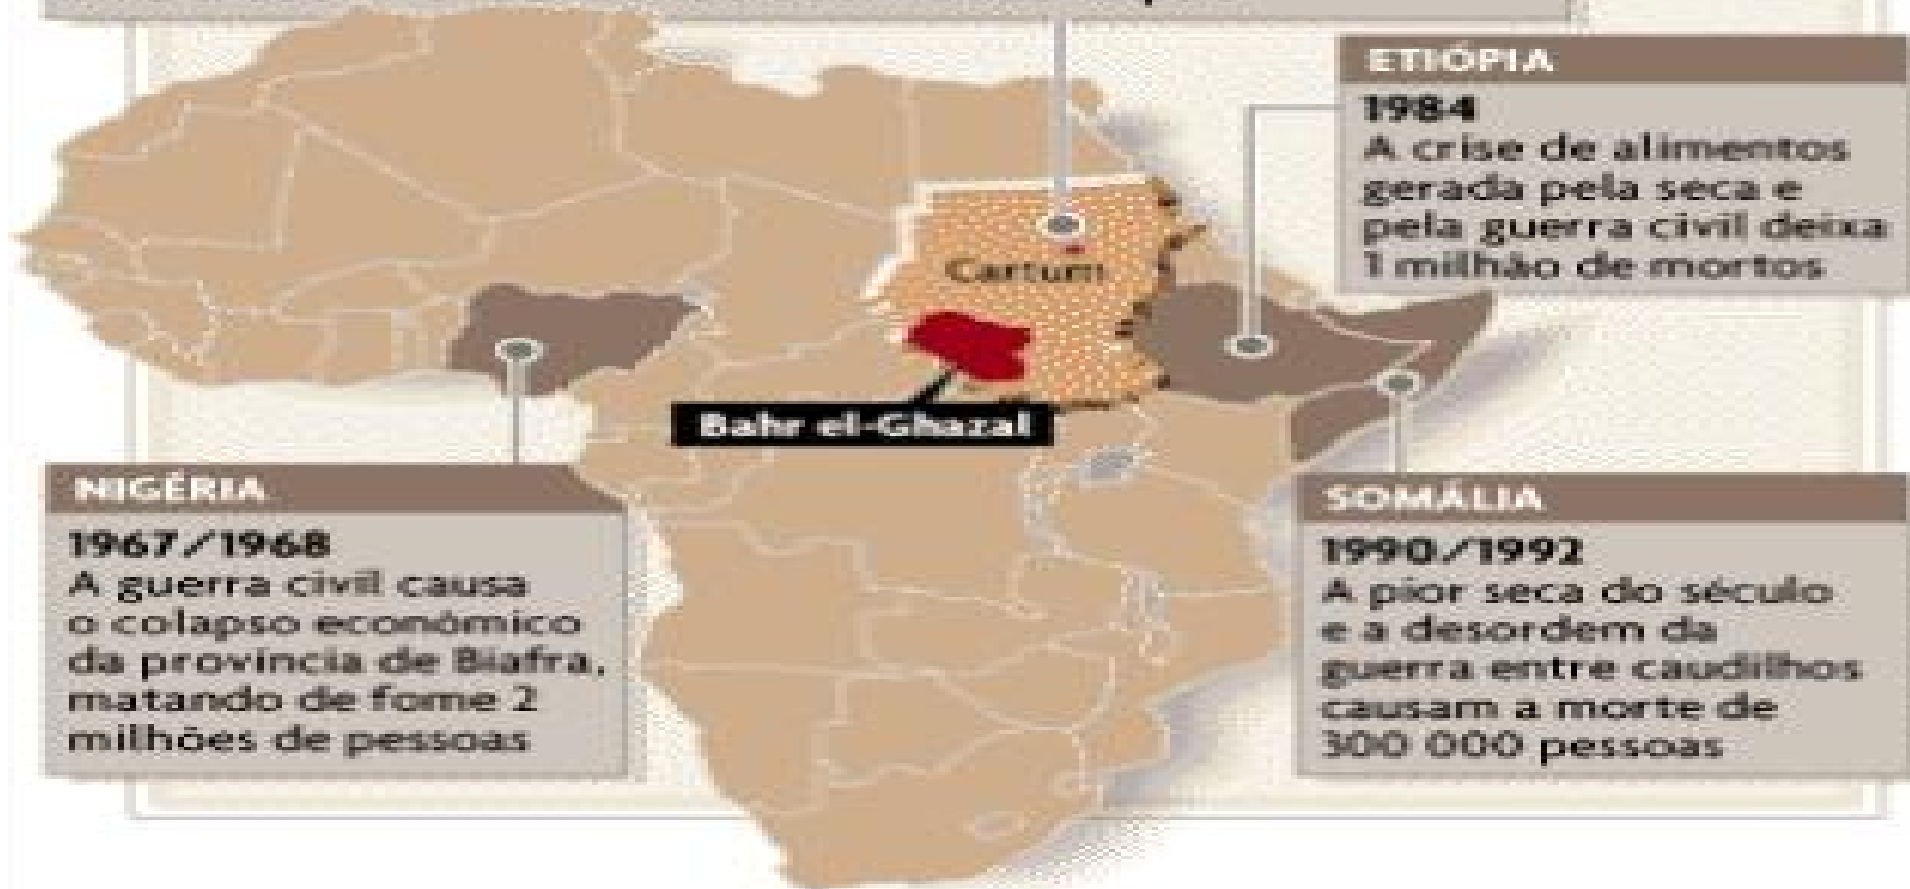 ETIÓPIA
1984
A crise de alimentos
gerada pela seca e
pela guerra civil deixa
1 milhão de mortos
Cartum
Bahr el-Ghazal
NIGÉRIA
1967/1968
A guerra civil causa
o colapso econômico
da província de Biafra,
matando de fome 2
milhões de pessoas
SOMÁLIA
1990/1992
A pior seca do século
e a desordem da
guerra entre caudilhos
causam a morte de
300 000 pessoas